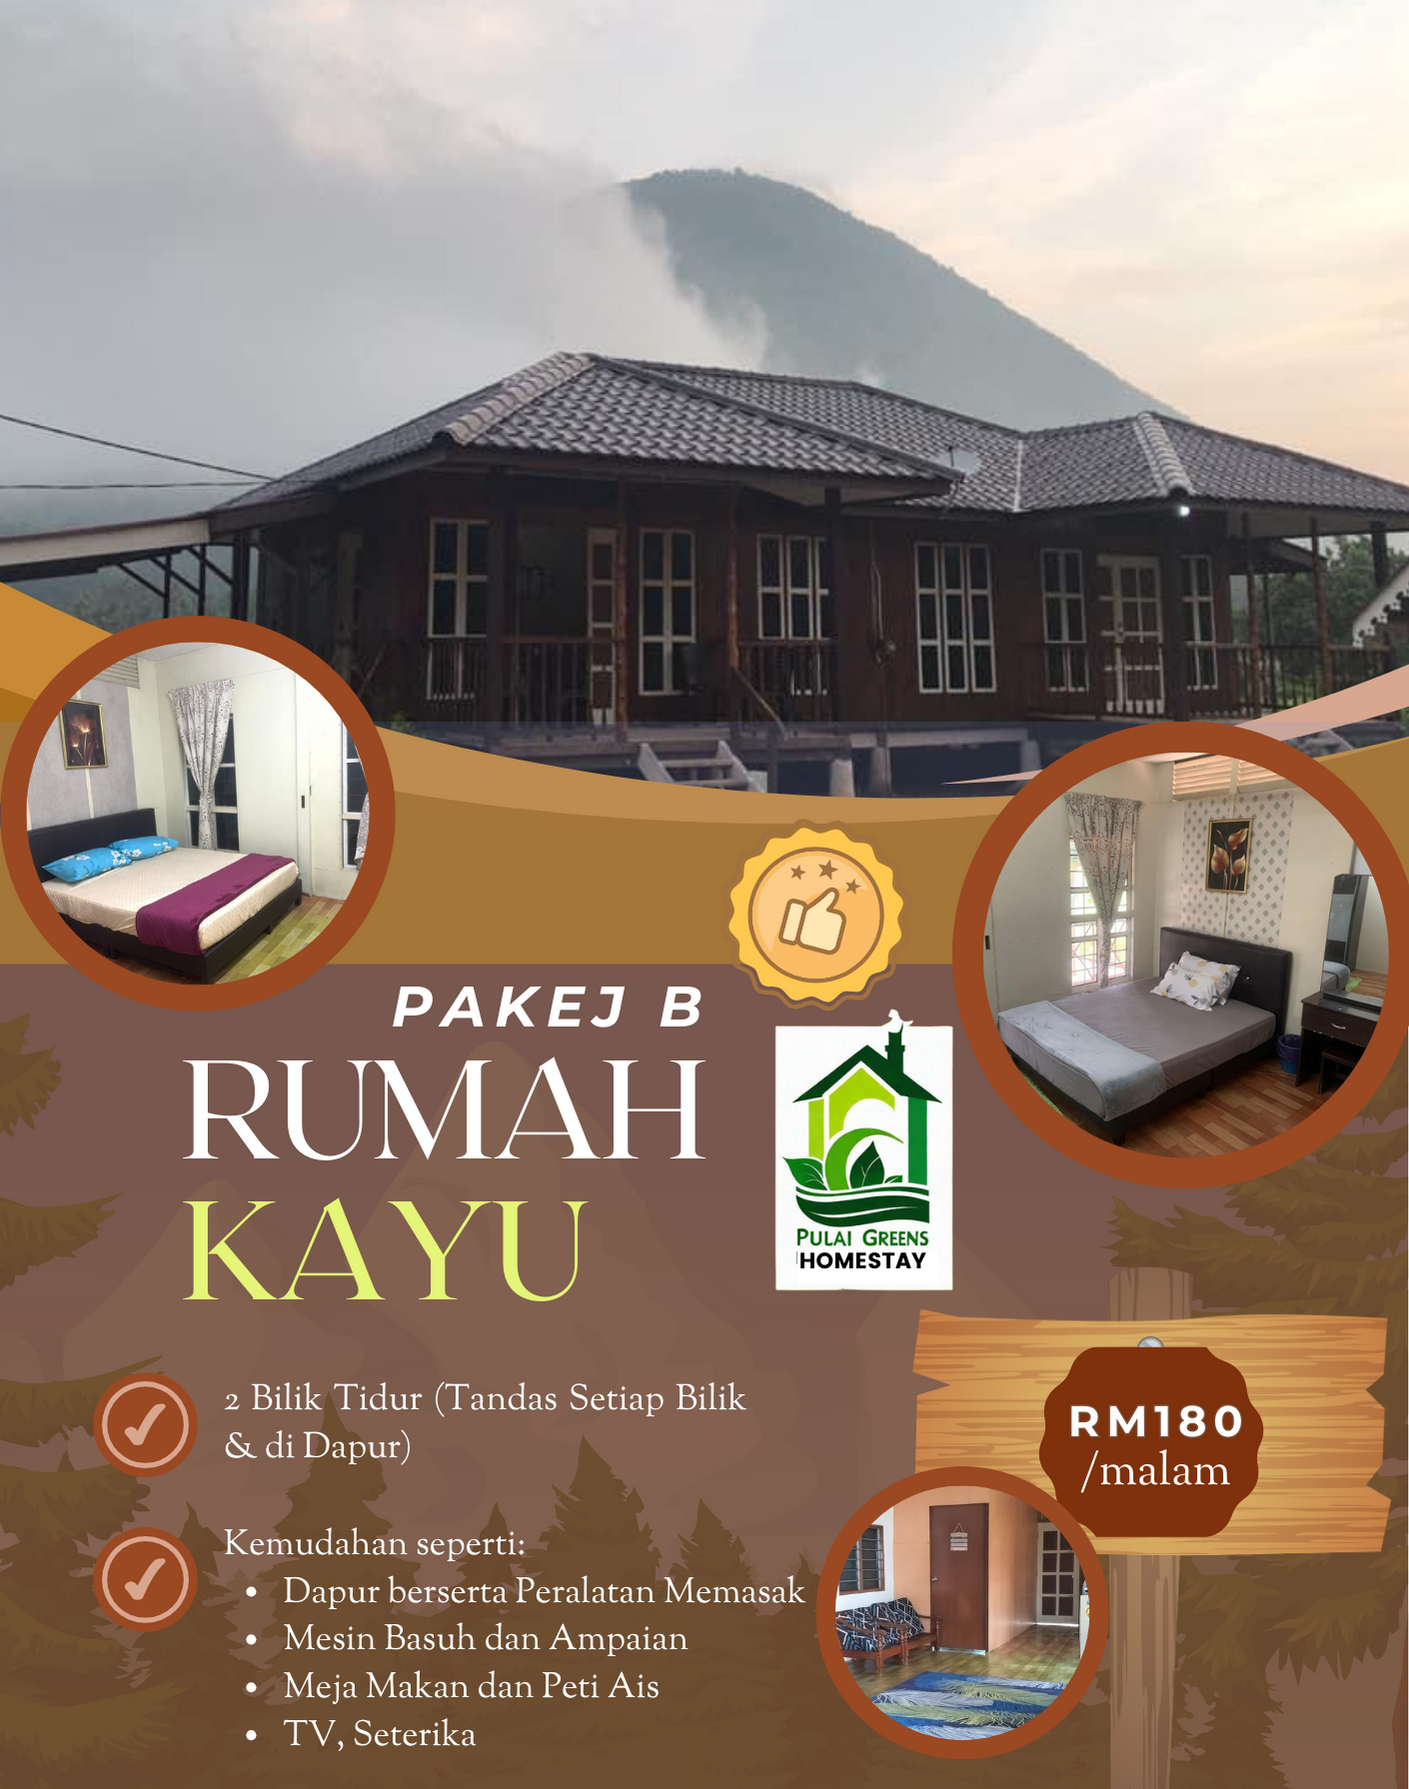 PAKEJ B
RUMAH
KAYU
PULAI GREENS
HOMESTAY
2 Bilik Tidur (Tandas Setiap Bilik
& di Dapur)
Kemudahan seperti:
• Dapur berserta Peralatan Memasak
• Mesin Basuh dan Ampaian
• Meja Makan dan Peti Ais
• TV, Seterika
RM180
/malam